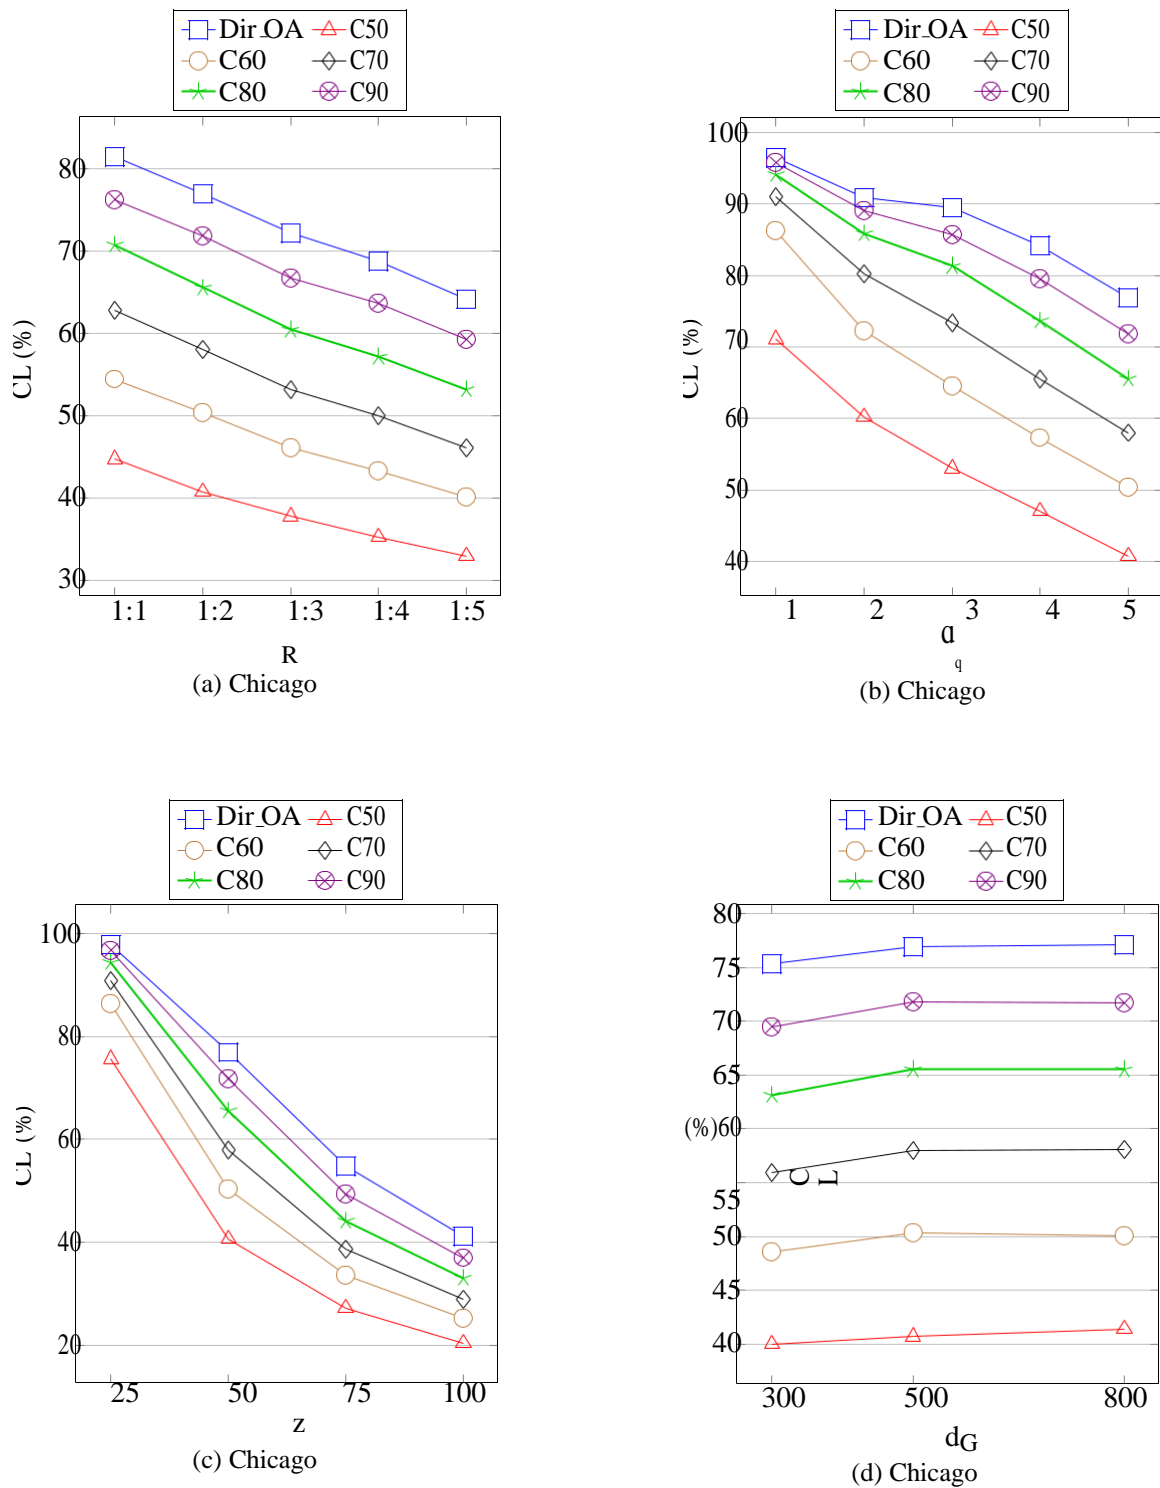 Dir_OA C50
C60 C70
C80 C90
80
70
60
50
40
30
CL (%)
1:1 1:2 1:3 1:4 1:5
R
(a) Chicago
Dir_OA C50
C60 C70
C80 C90
100
90
80
70
60
50
40
CL (%)
1 2 3 4 5
α
q
(b) Chicago
Dir_OA C50
C60 C70
C80 C90
100
80
60
40
20
CL (%)
25 50 75 100
z
(c) Chicago
Dir_OA C50
C60 C70
C80 C90
80
75
70
65
(%)60
CL
55
50
45
40
300 500 800
dG
(d) Chicago